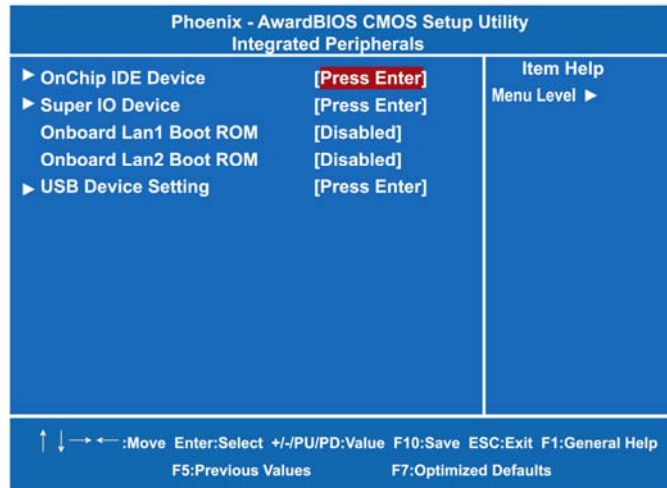 Phoenix - AwardBIOS CMOS Setup Utility
Integrated Peripherals
▶ OnChip IDE Device [Press Enter]
▶ Super IO Device [Press Enter]
Onboard Lan1 Boot ROM [Disabled]
Onboard Lan2 Boot ROM [Disabled]
▶ USB Device Setting [Press Enter]
Item Help
Menu Level ▶
↑ ↓ → ← :Move Enter:Select +/-/PU/PD:Value F10:Save ESC:Exit F1:General Help
F5:Previous Values F7:Optimized Defaults